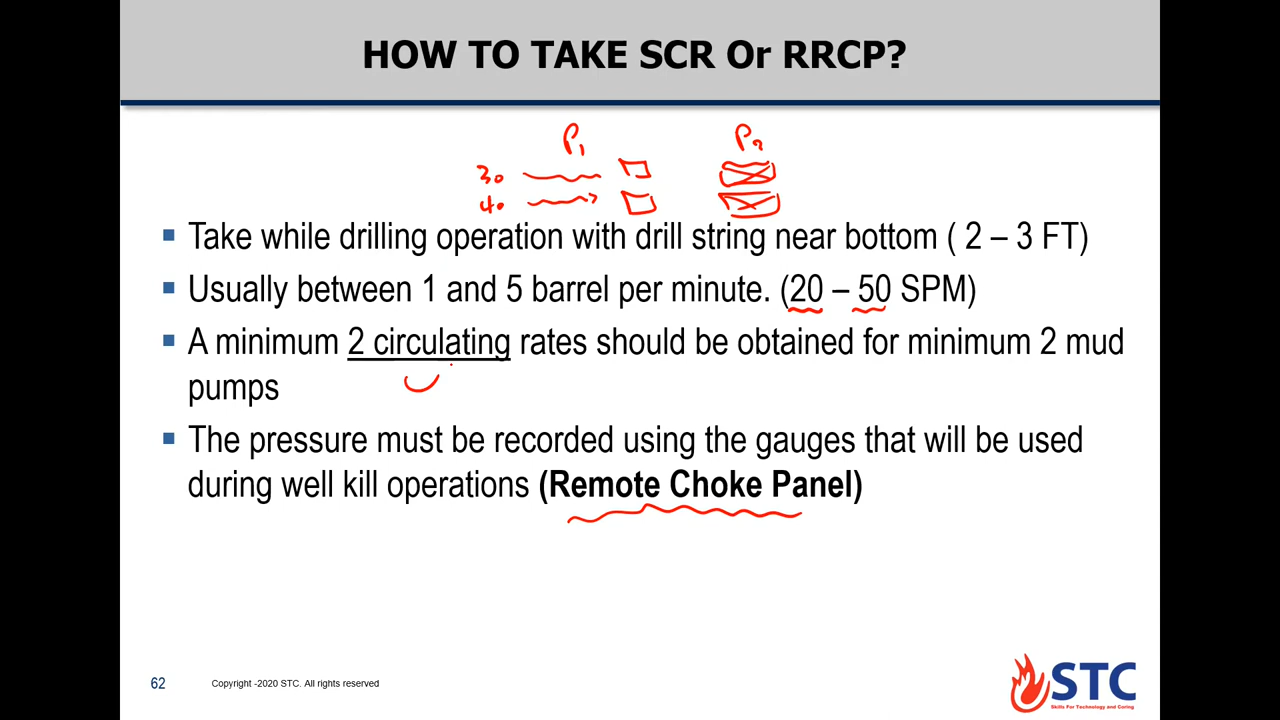 HOW TO TAKE SCR Or RRCP?
P1 P2
30
40
▪ Take while drilling operation with drill string near bottom ( 2 – 3 FT)
▪ Usually between 1 and 5 barrel per minute. (20 – 50 SPM)
▪ A minimum 2 circulating rates should be obtained for minimum 2 mud
pumps
▪ The pressure must be recorded using the gauges that will be used
during well kill operations (Remote Choke Panel)
62
Copyright -2020 STC. All rights reserved
STC
Skills For Technology and Caring